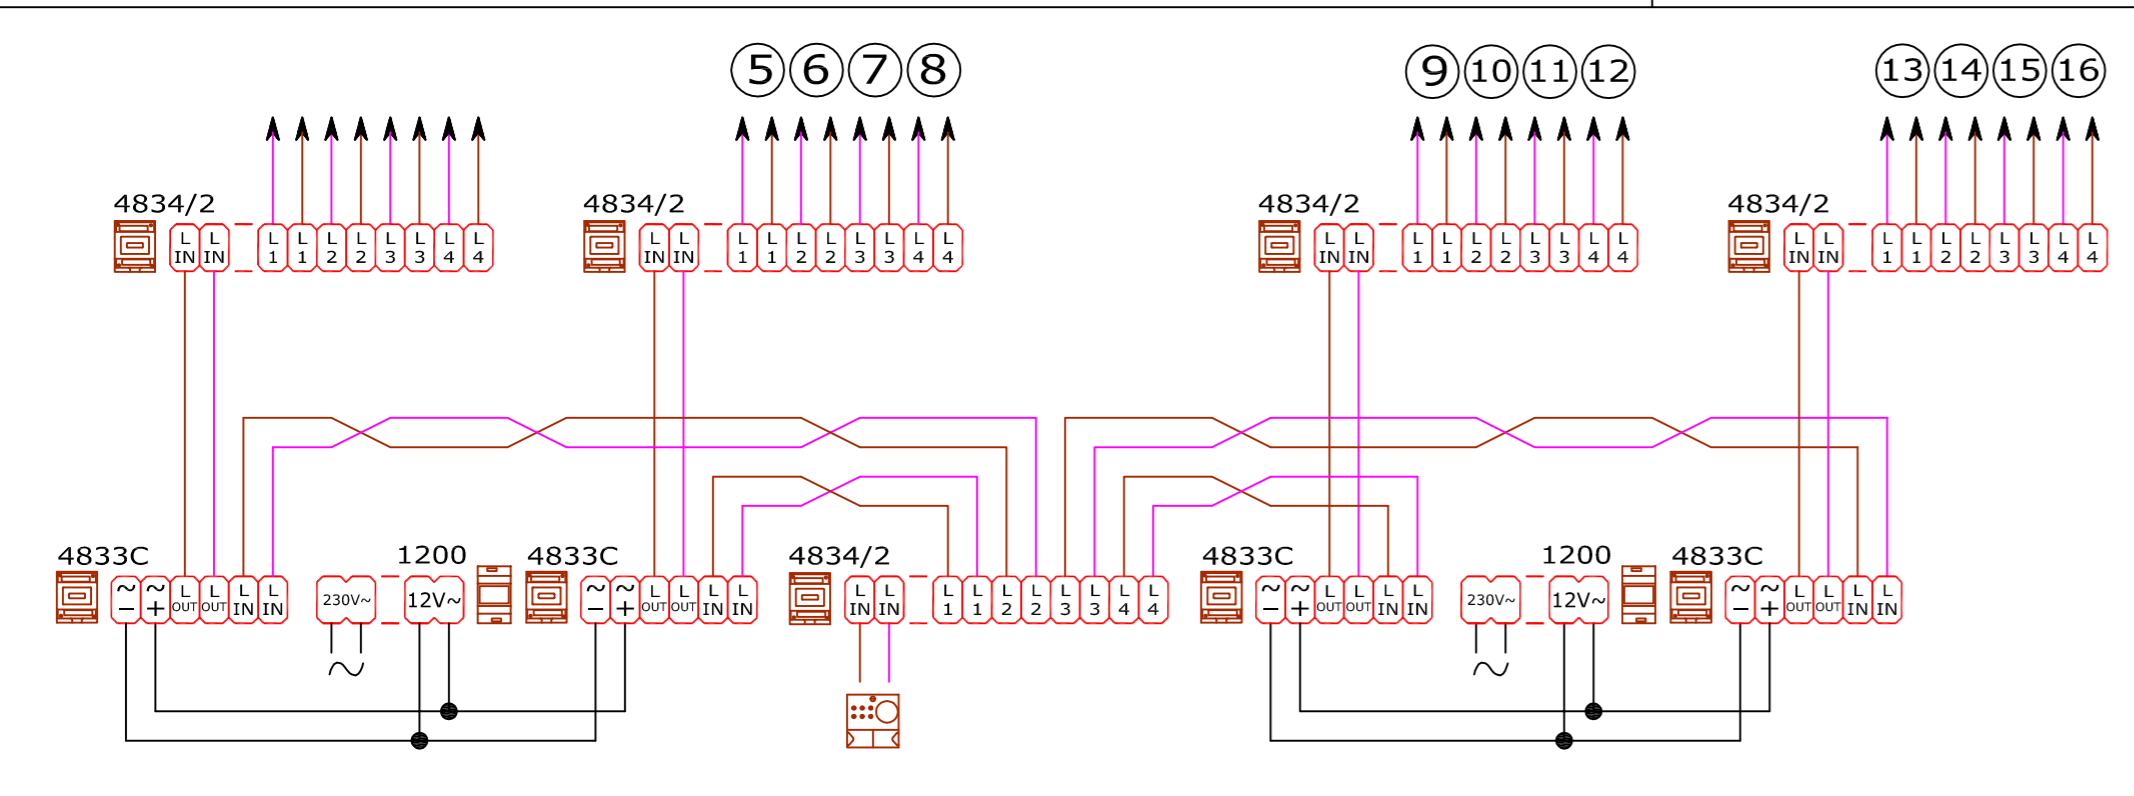 5 6 7 8 9 10 11 12 13 14 15 16
4834/2 4834/2 4834/2 4834/2
L IN L IN L 1 L 1 L 2 L 2 L 3 L 3 L 4 L 4
L IN L IN L 1 L 1 L 2 L 2 L 3 L 3 L 4 L 4
L IN L IN L 1 L 1 L 2 L 2 L 3 L 3 L 4 L 4
L IN L IN L 1 L 1 L 2 L 2 L 3 L 3 L 4 L 4
4833C 1200 4833C 4834/2 4833C 1200 4833C
~ − ~ + L OUT L OUT L IN L IN
230V~ 12V~
~ − ~ + L OUT L OUT L IN L IN
L IN L IN L 1 L 1 L 2 L 2 L 3 L 3 L 4 L 4
~ − ~ + L OUT L OUT L IN L IN
230V~ 12V~
~ − ~ + L OUT L OUT L IN L IN
~ ~